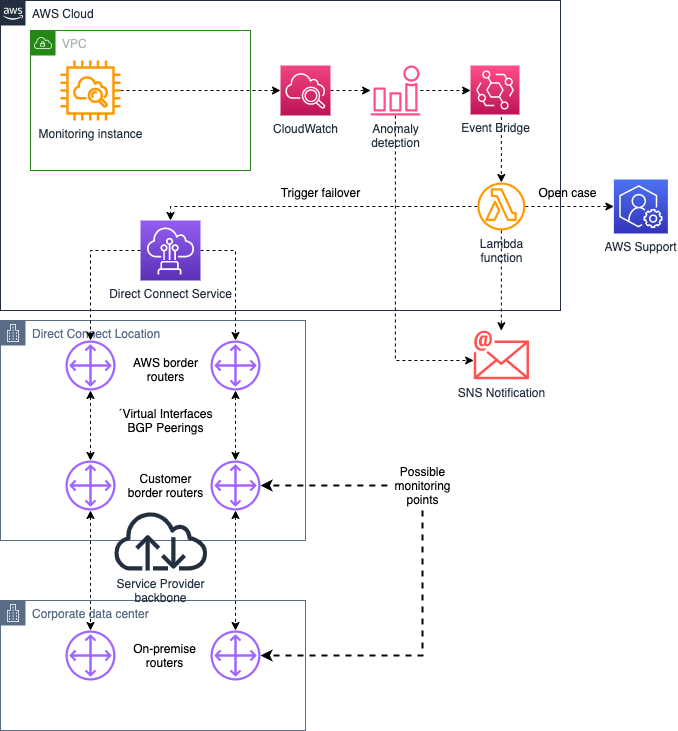 aws
AWS Cloud
VPC
Monitoring instance
CloudWatch
Anomaly
detection
Event Bridge
Trigger failover
Open case
Lambda
function
AWS Support
Direct Connect Service
Direct Connect Location
AWS border
routers
@
SNS Notification
´Virtual Interfaces
BGP Peerings
Customer
border routers
Possible
monitoring
points
Service Provider
backbone
Corporate data center
On-premise
routers